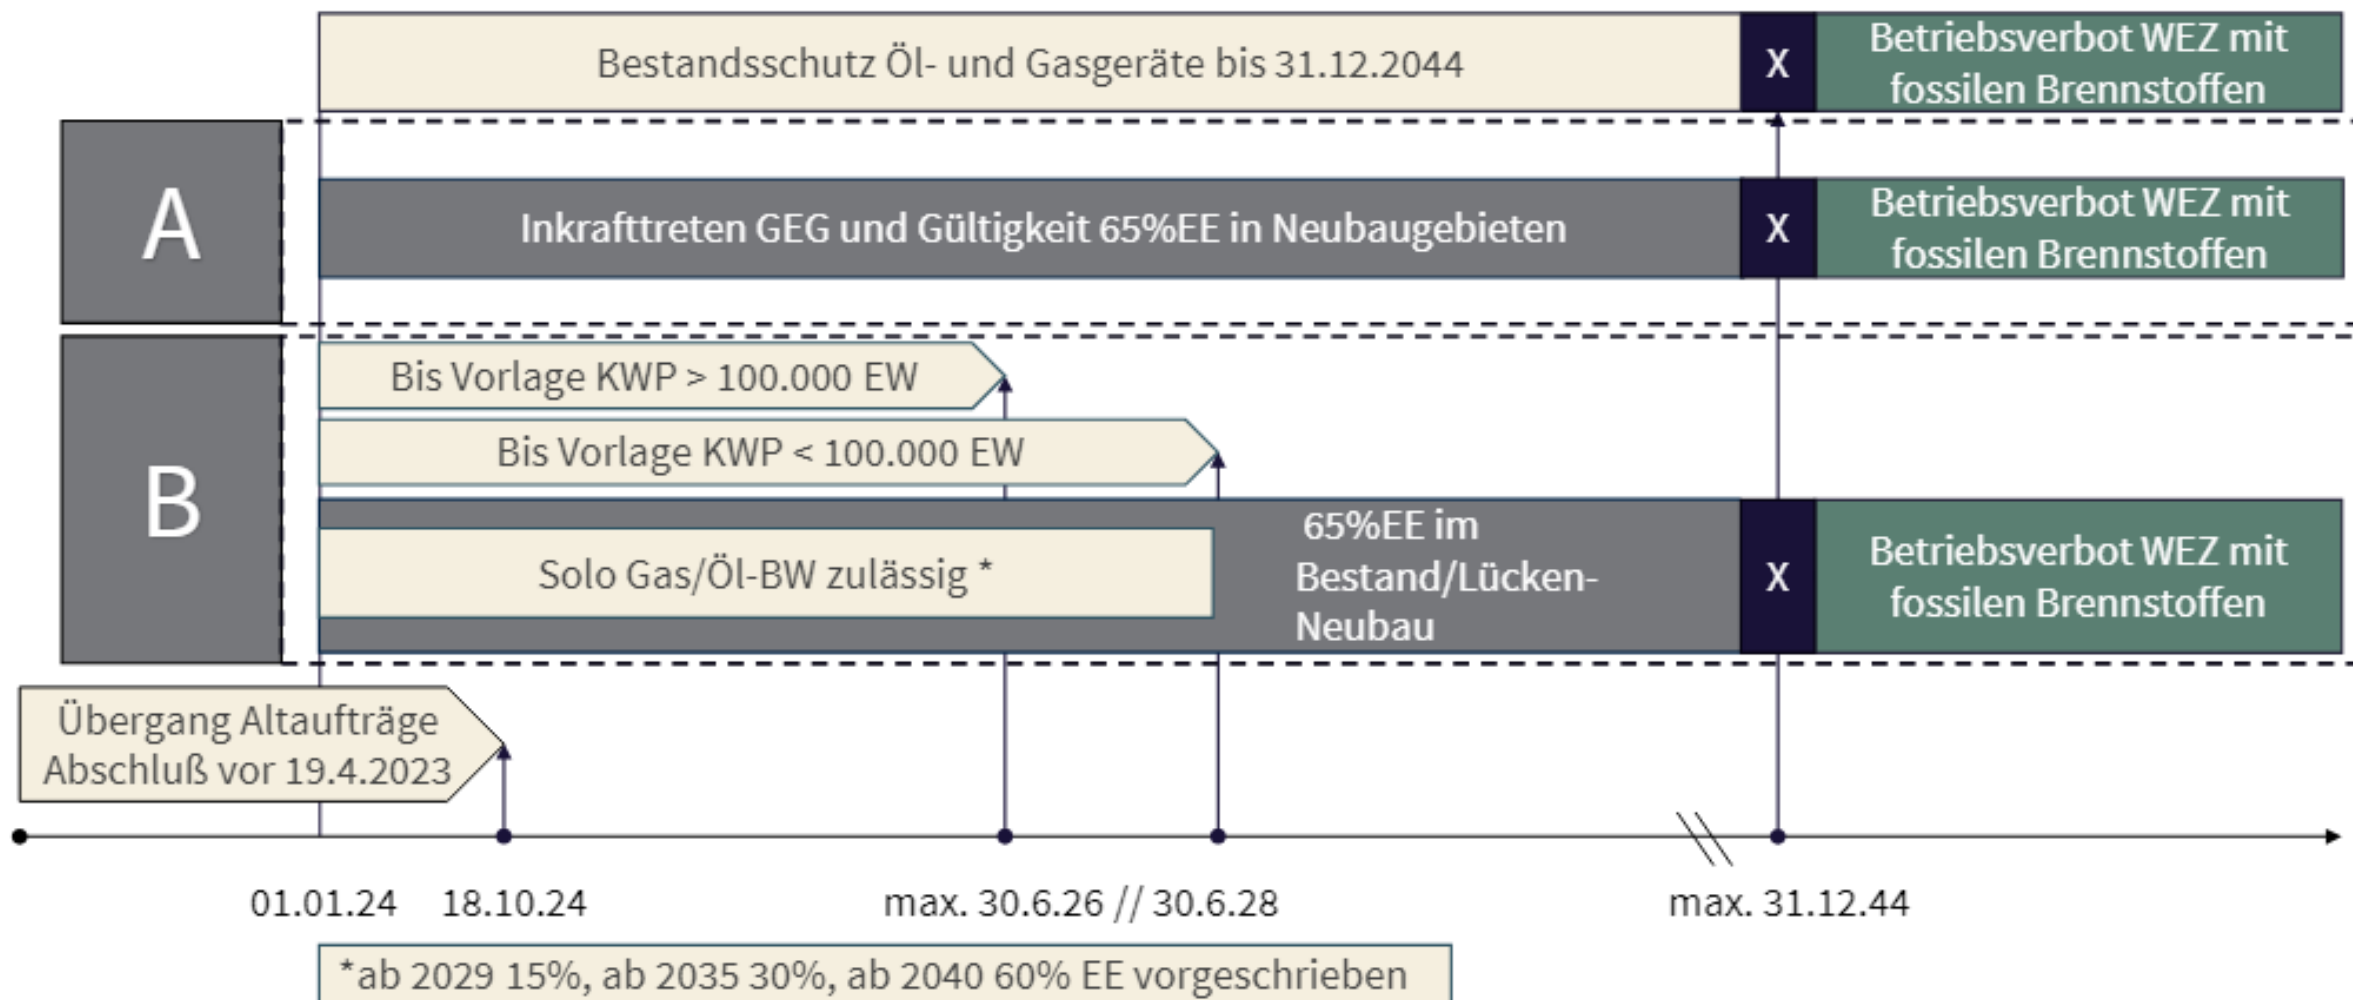 Bestandsschutz Öl- und Gasgeräte bis 31.12.2044
X
Betriebsverbot WEZ mit
fossilen Brennstoffen
A
Inkrafttreten GEG und Gültigkeit 65%EE in Neubaugebieten
X
Betriebsverbot WEZ mit
fossilen Brennstoffen
B
Bis Vorlage KWP > 100.000 EW
Bis Vorlage KWP < 100.000 EW
Solo Gas/Öl-BW zulässig *
65%EE im
Bestand/Lücken-
Neubau
X
Betriebsverbot WEZ mit
fossilen Brennstoffen
Übergang Altaufträge
Abschluß vor 19.4.2023
01.01.24
18.10.24
max. 30.6.26 // 30.6.28
max. 31.12.44
*ab 2029 15%, ab 2035 30%, ab 2040 60% EE vorgeschrieben